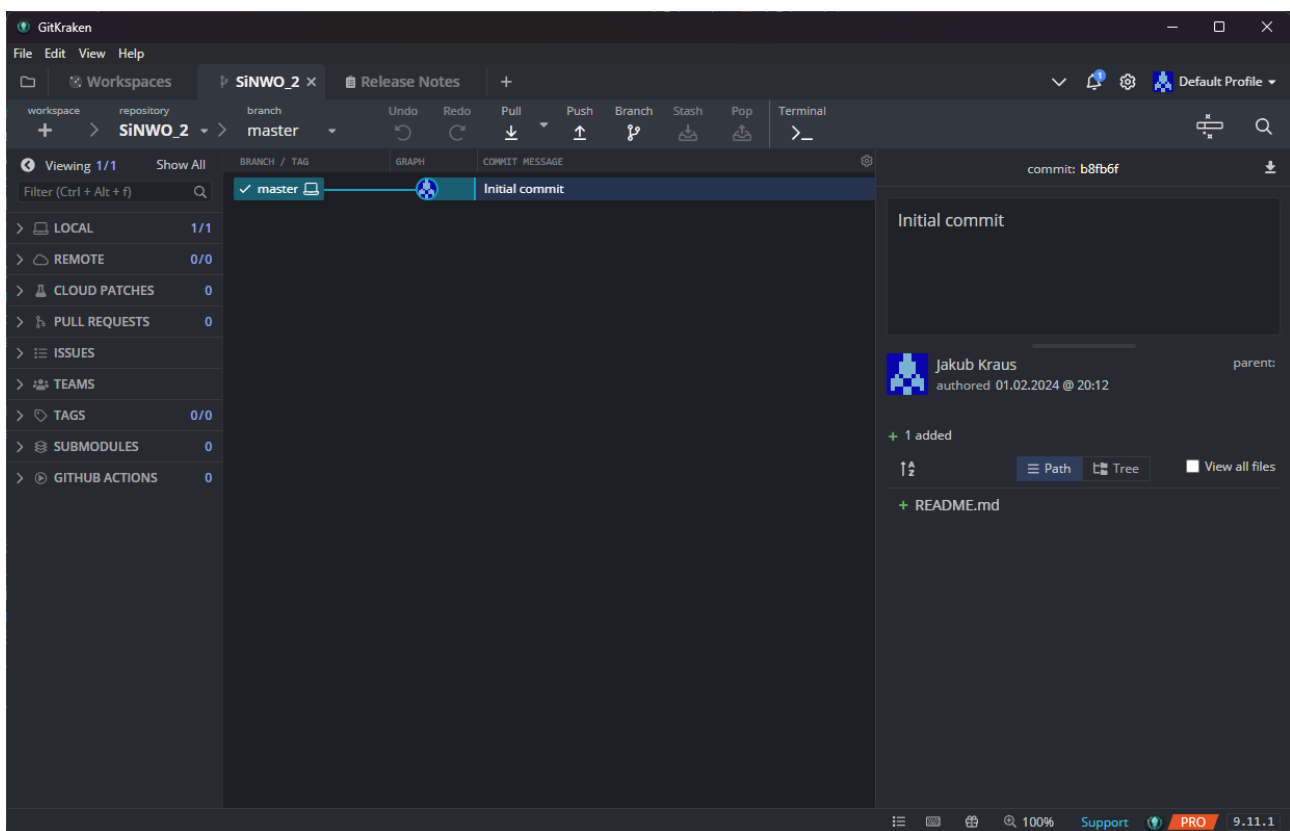 GitKraken
File Edit View Help
Workspaces SiNWO_2 Release Notes Default Profile
workspace repository branch Undo Redo Pull Push Branch Stash Pop Terminal
SiNWO_2 master
Viewing 1/1 Show All
BRANCH / TAG GRAPH COMMIT MESSAGE
commit: b8fb6f
Filter (Ctrl + Alt + f)
master Initial commit
LOCAL 1/1
REMOTE 0/0
CLOUD PATCHES 0
PULL REQUESTS 0
ISSUES
TEAMS
TAGS 0/0
SUBMODULES 0
GITHUB ACTIONS 0
Initial commit
Jakub Kraus parent:
authored 01.02.2024 @ 20:12
+ 1 added
Path Tree View all files
+ README.md
100% Support PRO 9.11.1